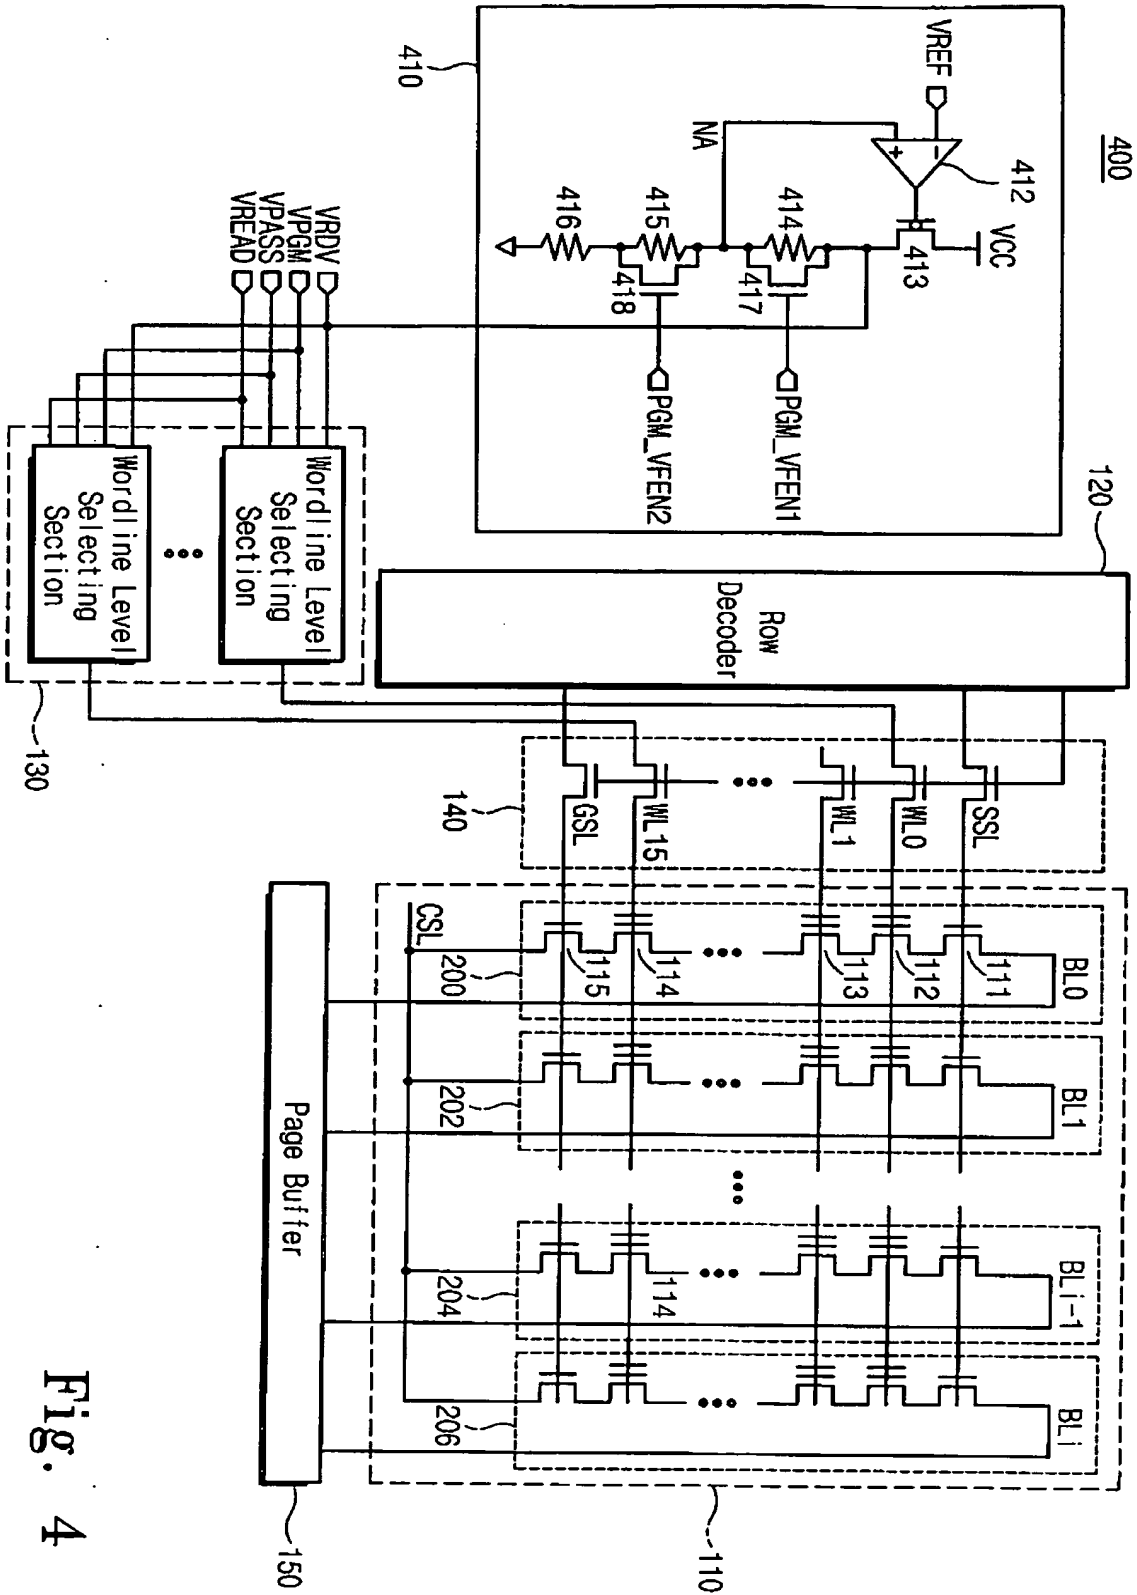 400
410
VREF
NA
412
VCC
413
414
415
416
417
418
PGM_VFEN1
PGM_VFEN2
VRDV
VPGM
VPASS
VREAD
Wordline Level
Selecting
Section
Wordline Level
Selecting
Section
130
120
Row
Decoder
140
SSL
WL0
WL1
WL15
GSL
CSL
BL0
111
112
113
114
115
200
BL1
202
BLi-1
114
204
BLi
206
110
Page Buffer
150
Fig. 4